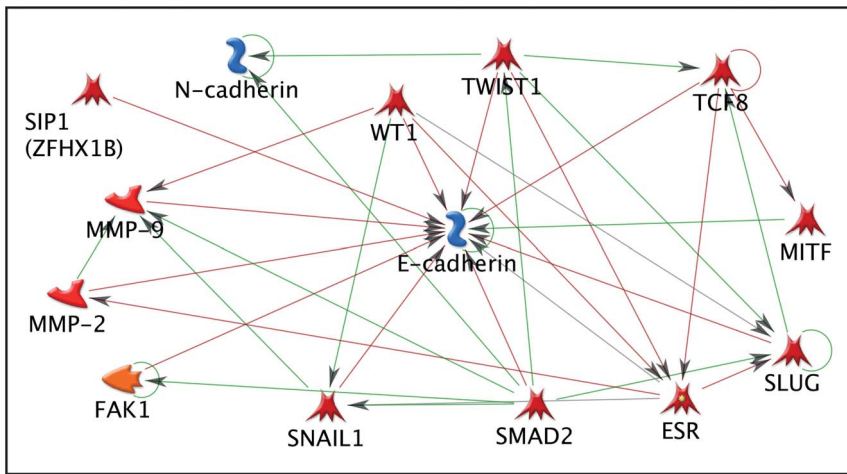 N-cadherin
TWIST1
TCF8
SIP1
(ZFHX1B)
WT1
MMP-9
E-cadherin
MITF
MMP-2
FAK1
SNAIL1
SMAD2
ESR
SLUG